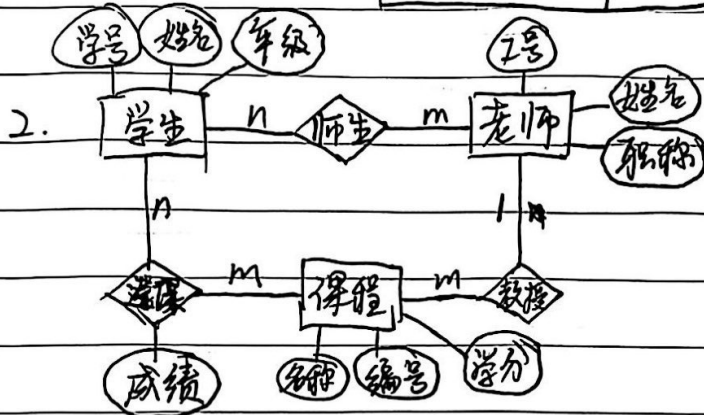 学号 姓名 年级 工号
2. 学生 n 师生 m 老师 姓名
职称
n 1
选课 m 课程 m 教授
成绩 名称 编号 学分